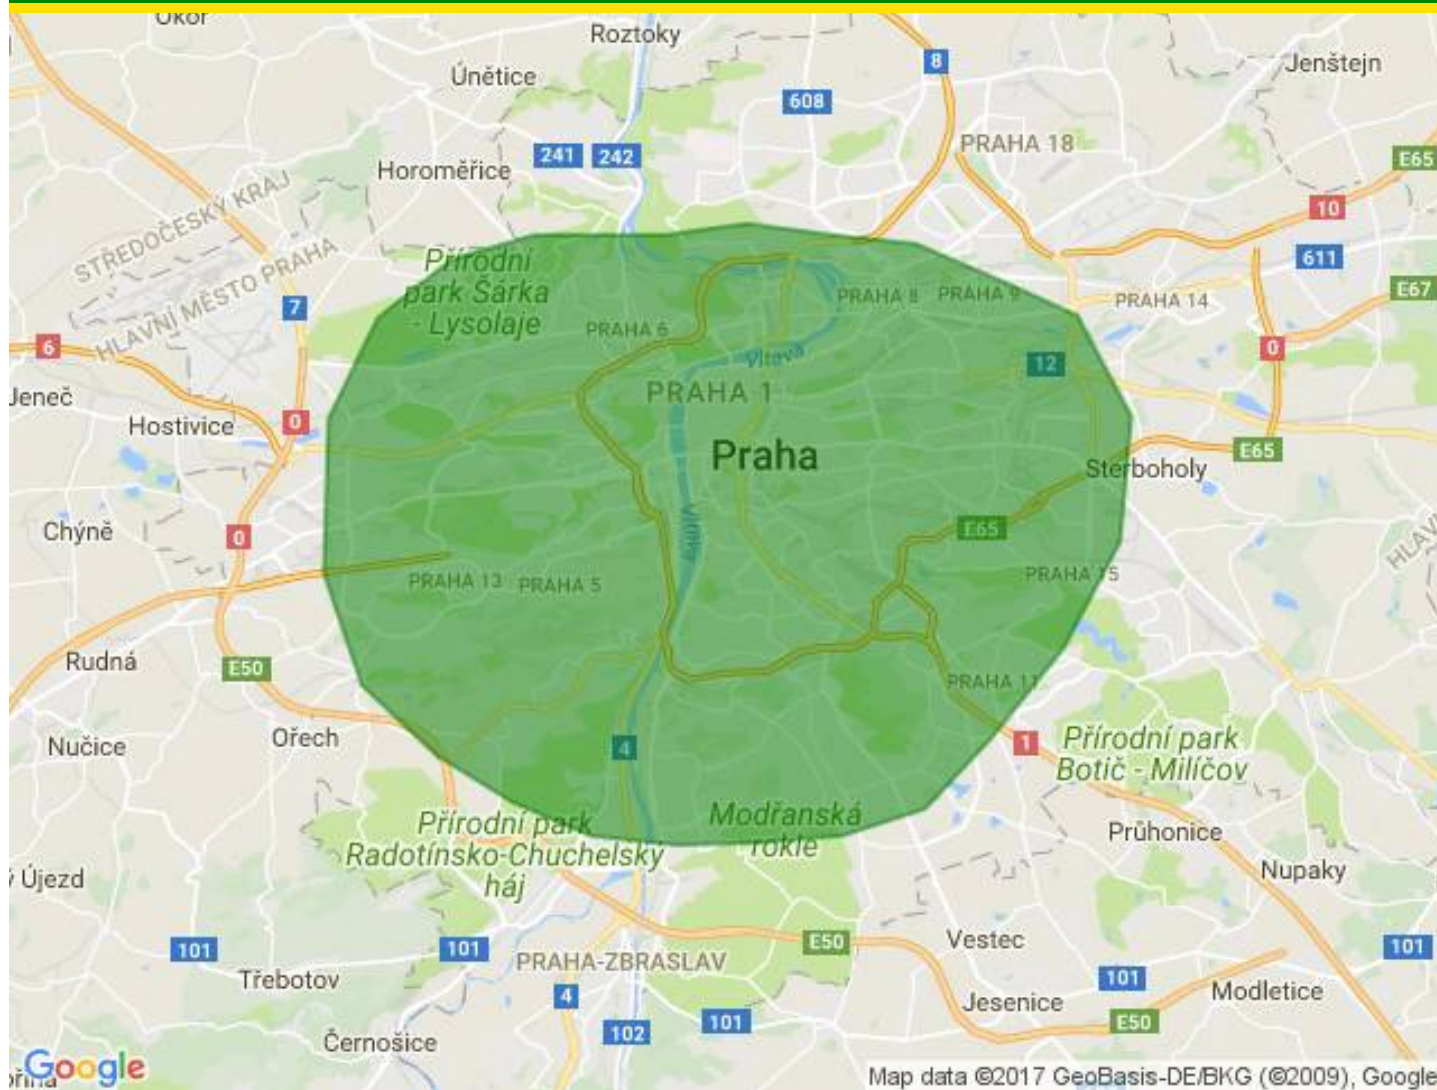 Okoř
Roztoky
8
Jenštejn
Únětice
608
PRAHA 18
241
242
E65
Horoměřice
STŘEDOČESKÝ KRAJ
10
HLAVNÍ MĚSTO PRAHA
Přírodní
park Šárka
- Lysolaje
611
7
PRAHA 8
PRAHA 9
PRAHA 14
E67
PRAHA 6
6
Vltava
0
12
Jeneč
PRAHA 1
Hostivice
0
Praha
E65
Štěrboholy
Chýně
0
Vltava
E65
HLAV
PRAHA 13
PRAHA 5
PRAHA 15
Rudná
E50
PRAHA 11
Nučice
Ořech
4
1
Přírodní park
Botič - Milíčov
Přírodní park
Radotínsko-Chuchelský
háj
Modřanská
rokle
Průhonice
ý Újezd
Nupaky
101
101
E50
Vestec
101
Třebotov
PRAHA-ZBRASLAV
101
Modletice
4
Jesenice
102
101
E50
Černošice
Google
Map data ©2017 GeoBasis-DE/BKG (©2009), Google